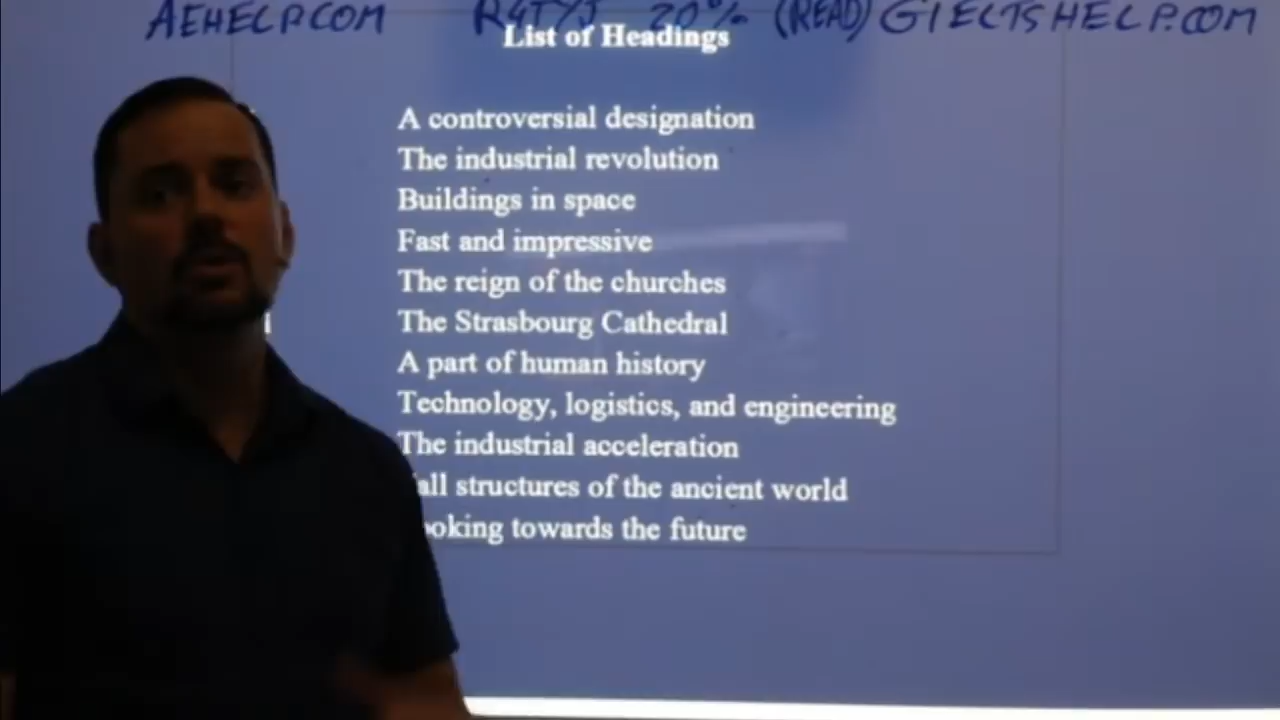 AEHELP.COM R4TYJ 20% (READ) GIELTSHELP.COM
List of Headings
A controversial designation
The industrial revolution
Buildings in space
Fast and impressive
The reign of the churches
The Strasbourg Cathedral
A part of human history
Technology, logistics, and engineering
The industrial acceleration
all structures of the ancient world
ooking towards the future